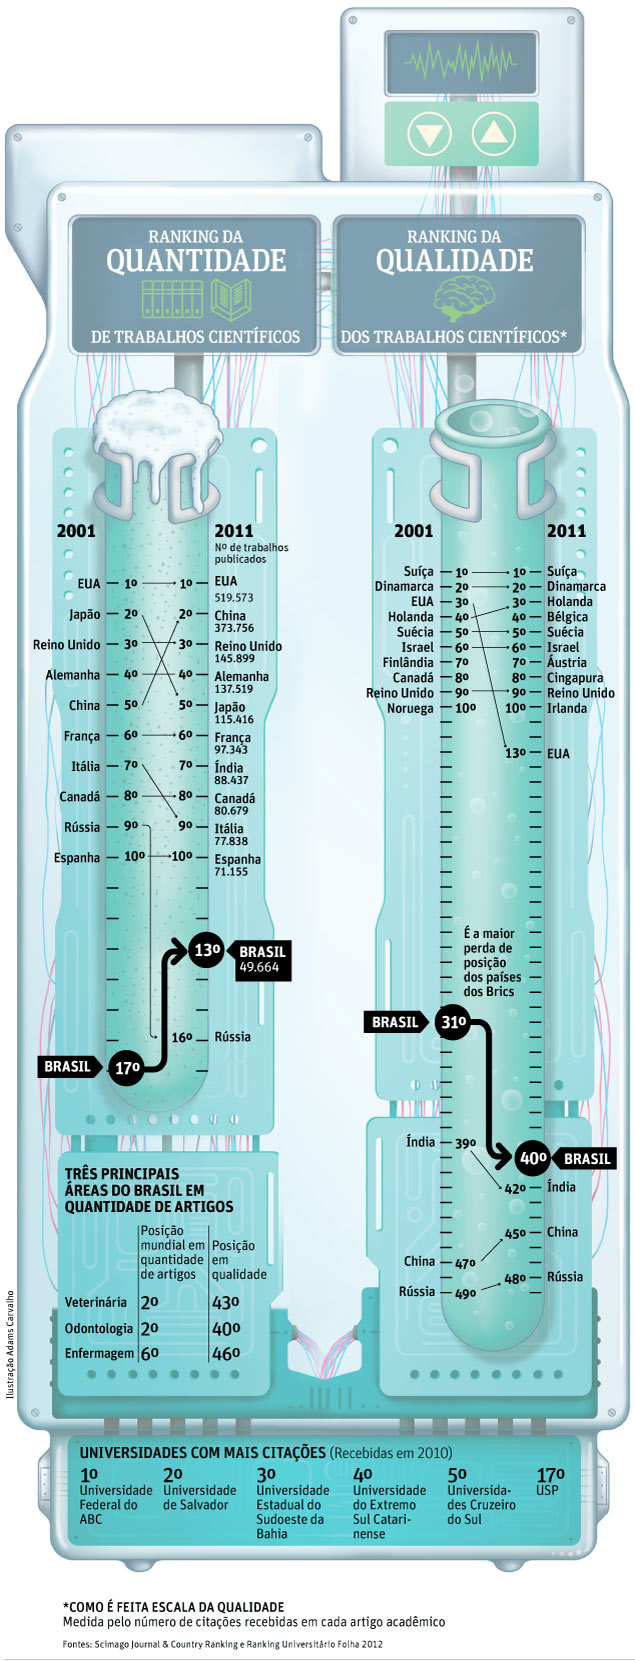 RANKING DA
QUANTIDADE
DE TRABALHOS CIENTÍFICOS
RANKING DA
QUALIDADE
DOS TRABALHOS CIENTÍFICOS*
2001
2011
Nº de trabalhos
publicados
EUA 1º 1º EUA
519.573
Japão 2º 2º China
373.756
Reino Unido 3º 3º Reino Unido
145.899
Alemanha 4º 4º Alemanha
137.519
China 5º 5º Japão
115.416
França 6º 6º França
97.343
Itália 7º 7º Índia
88.437
Canadá 8º 8º Canadá
80.679
Rússia 9º 9º Itália
77.838
Espanha 10º 10º Espanha
71.155
13º BRASIL
49.664
16º Rússia
BRASIL 17º
2001
2011
Suíça 1º 1º Suíça
Dinamarca 2º 2º Dinamarca
EUA 3º 3º Holanda
Holanda 4º 4º Bélgica
Suécia 5º 5º Suécia
Israel 6º 6º Israel
Finlândia 7º 7º Áustria
Canadá 8º 8º Cingapura
Reino Unido 9º 9º Reino Unido
Noruega 10º 10º Irlanda
13º EUA
É a maior
perda de
posição
dos países
dos Brics
BRASIL 31º
Índia 39º
40º BRASIL
42º Índia
45º China
China 47º
48º Rússia
Rússia 49º
TRÊS PRINCIPAIS
ÁREAS DO BRASIL EM
QUANTIDADE DE ARTIGOS
Posição
mundial em
quantidade
de artigos
Posição
em
qualidade
Veterinária 2º 43º
Odontologia 2º 40º
Enfermagem 6º 46º
Ilustração Adams Carvalho
UNIVERSIDADES COM MAIS CITAÇÕES (Recebidas em 2010)
1º
Universidade
Federal do
ABC
2º
Universidade
de Salvador
3º
Universidade
Estadual do
Sudoeste da
Bahia
4º
Universidade
do Extremo
Sul Catari-
nense
5º
Universida-
des Cruzeiro
do Sul
17º
USP
*COMO É FEITA ESCALA DA QUALIDADE
Medida pelo número de citações recebidas em cada artigo acadêmico
Fontes: Scimago Journal & Country Ranking e Ranking Universitário Folha 2012